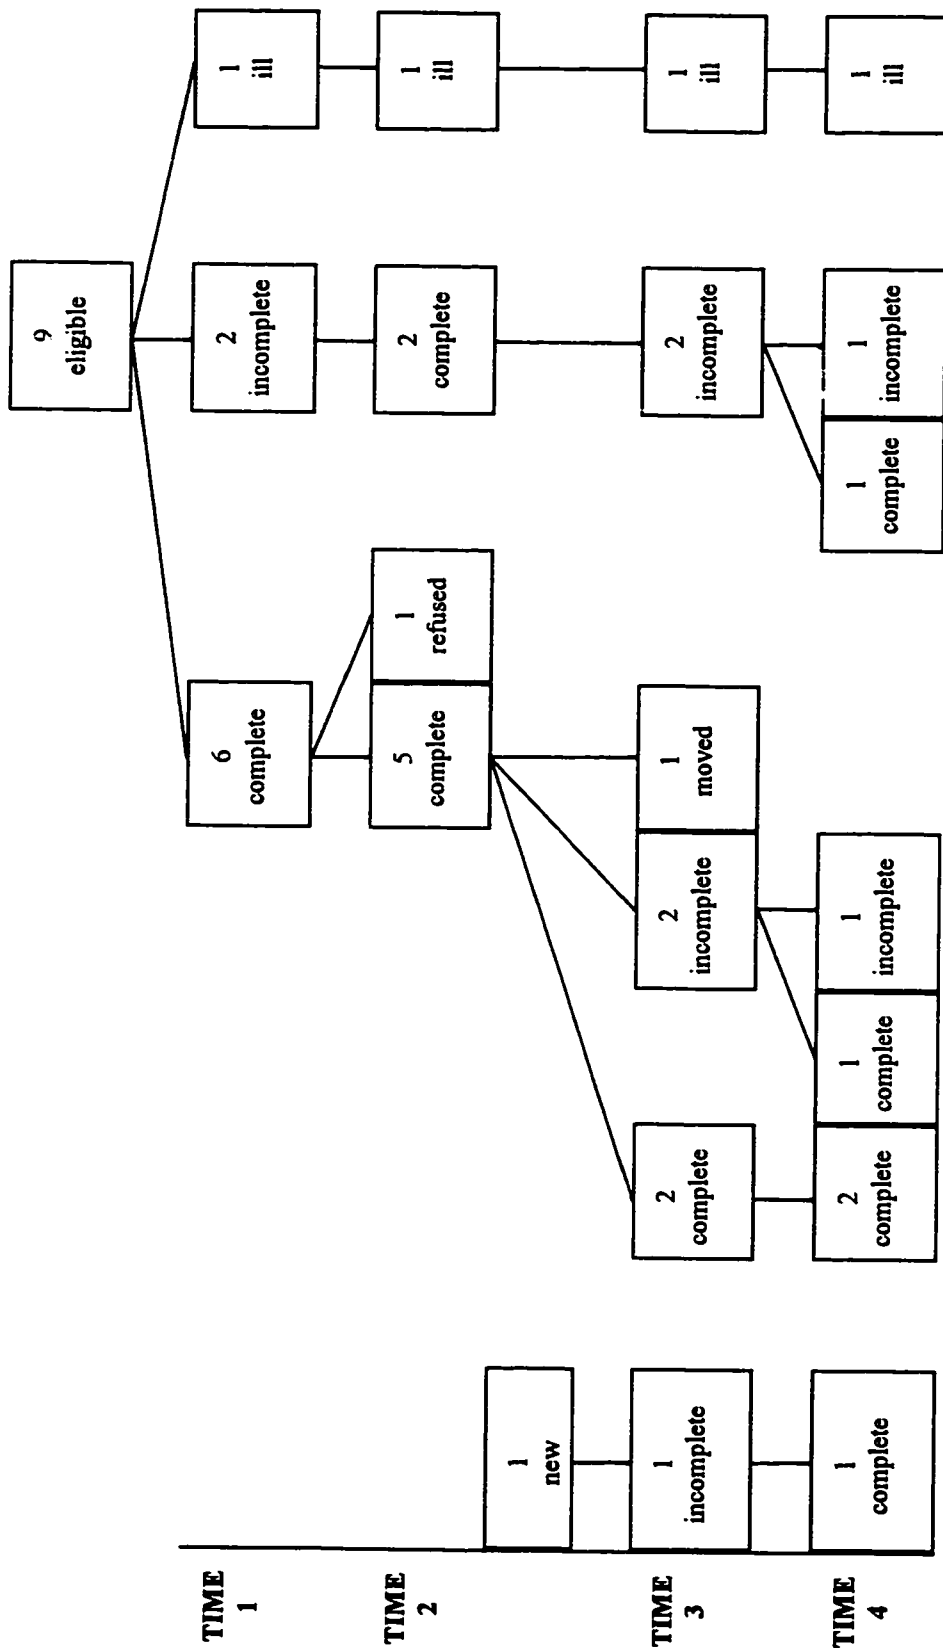 9
eligible
TIME
1
6
complete
2
incomplete
1
ill
TIME
2
5
complete
1
refused
2
complete
1
ill
1
new
TIME
3
1
incomplete
2
complete
2
incomplete
1
moved
2
incomplete
1
ill
TIME
4
1
complete
2
complete
1
complete
1
incomplete
1
complete
1
incomplete
1
ill